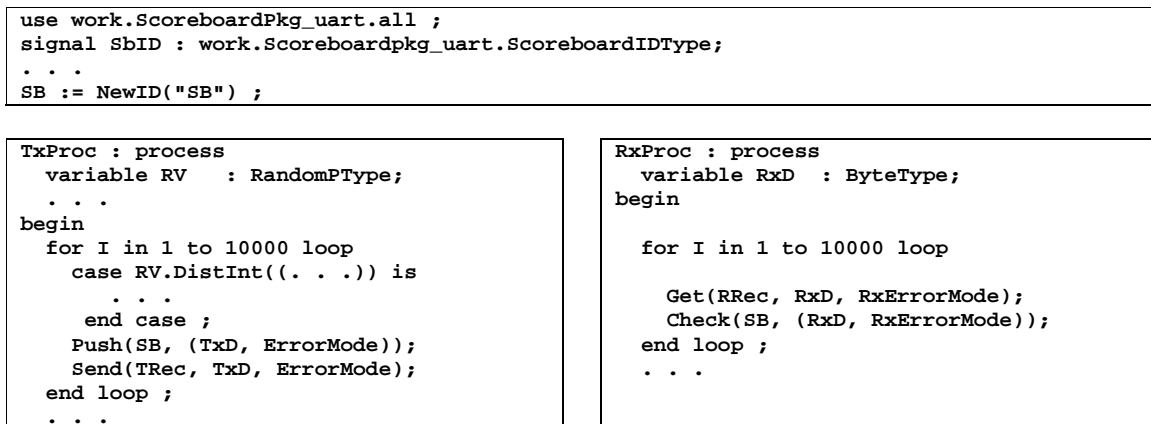 use work.ScoreboardPkg_uart.all ;
signal SbID : work.Scoreboardpkg_uart.ScoreboardIDType;
. . .
SB := NewID("SB") ;
TxProc : process
  variable RV   : RandomPType;
  . . .
begin
  for I in 1 to 10000 loop
    case RV.DistInt((. . .)) is
       . . .
     end case ;
    Push(SB, (TxD, ErrorMode));
    Send(TRec, TxD, ErrorMode);
  end loop ;
  . . .
RxProc : process
  variable RxD  : ByteType;
begin
  for I in 1 to 10000 loop
    Get(RRec, RxD, RxErrorMode);
    Check(SB, (RxD, RxErrorMode));
  end loop ;
  . . .